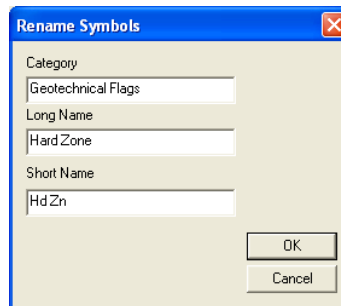 Rename Symbols
Category
Geotechnical Flags
Long Name
Hard Zone
Short Name
Hd Zn
OK
Cancel